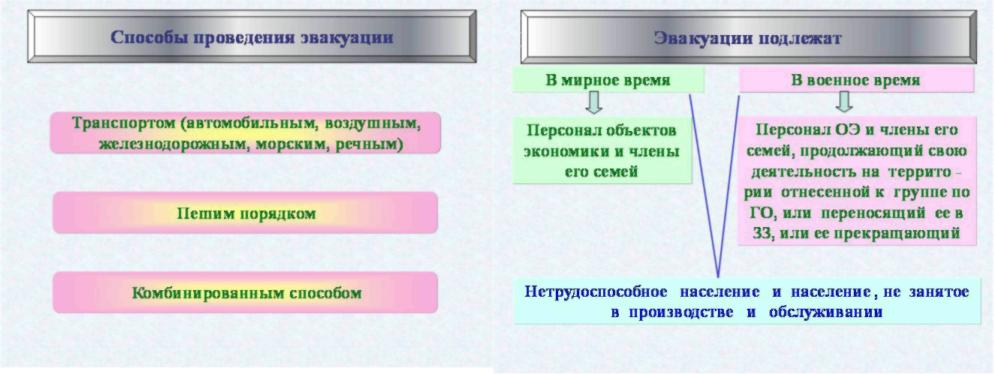 Способы проведения эвакуации
Транспортом (автомобильным, воздушным,
железнодорожным, морским, речным)
Пешим порядком
Комбинированным способом
Эвакуации подлежат
В мирное время
Персонал объектов
экономики и члены
его семей
В военное время
Персонал ОЭ и члены его
семей, продолжающий свою
деятельность на террито -
рии отнесенной к группе по
ГО, или переносящий ее в
ЗЗ, или ее прекращающий
Нетрудоспособное население и население, не занятое
в производстве и обслуживании